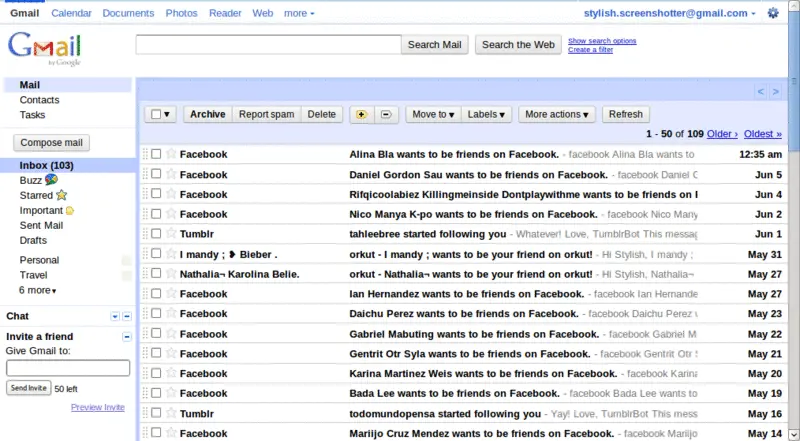 Gmail Calendar Documents Photos Reader Web more stylish.screenshotter@gmail.com
Gmail by Google
Search Mail Search the Web Show search options
Create a filter
Mail
Contacts
Tasks
Compose mail
Inbox (103)
Buzz
Starred
Important
Sent Mail
Drafts
Personal
Travel
6 more
Chat
Invite a friend
Give Gmail to:
Send Invite 50 left
Preview Invite
< >
Archive Report spam Delete Move to Labels More actions Refresh
1 - 50 of 109 Older › Oldest »
Facebook Alina Bla wants to be friends on Facebook. - facebook Alina Bla wants to 12:35 am
Facebook Daniel Gordon Sau wants to be friends on Facebook. - facebook Daniel G Jun 5
Facebook Rifqicoolabiez Killingmeinside Dontplaywithme wants to be friends on F Jun 4
Facebook Nico Manya K-po wants to be friends on Facebook. - facebook Nico Many Jun 2
Tumblr tahleebree started following you - Whatever! Love, TumblrBot This messag Jun 1
I mandy ; ❥ Bieber . orkut - I mandy ; wants to be your friend on orkut! - Hi Stylish, I mandy ; May 31
Nathalia¬ Karolina Belie. orkut - Nathalia¬ wants to be your friend on orkut! - Hi Stylish, Nathalia¬ May 27
Facebook Ian Hernandez wants to be friends on Facebook. - facebook Ian Hernande May 27
Facebook Daichu Perez wants to be friends on Facebook. - facebook Daichu Perez w May 23
Facebook Gabriel Mabuting wants to be friends on Facebook. - facebook Gabriel Mi May 22
Facebook Gentrit Otr Syla wants to be friends on Facebook. - facebook Gentrit Otr Sy May 21
Facebook Karina Martinez Weis wants to be friends on Facebook. - facebook Karina May 20
Facebook Bada Lee wants to be friends on Facebook. - facebook Bada Lee wants to May 19
Tumblr todomundopensa started following you - Yay! Love, TumblrBot This mess May 16
Facebook Mariijo Cruz Mendez wants to be friends on Facebook. - facebook Mariijo May 14